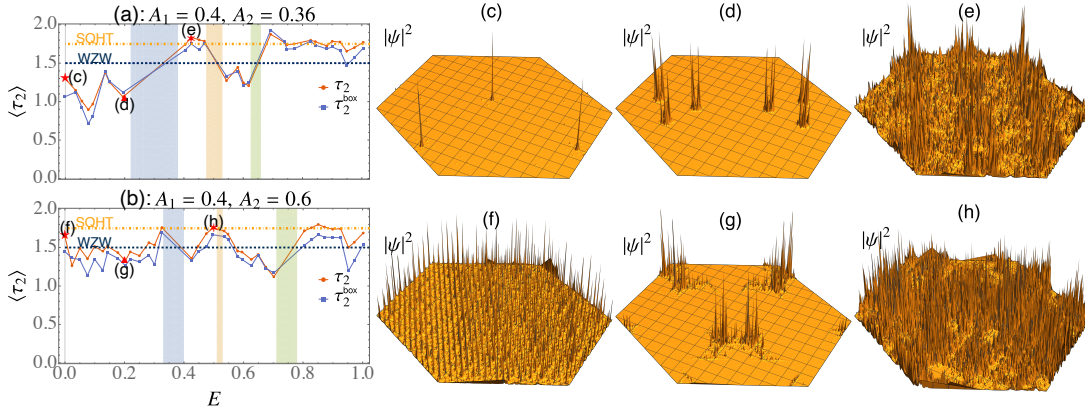 (a): A₁ = 0.4, A₂ = 0.36
⟨τ₂⟩
2.0
1.5
1.0
0.5
0.0
SQHT
WZW
(c)
(d)
(e)
τ₂
τ₂^box
(b): A₁ = 0.4, A₂ = 0.6
⟨τ₂⟩
2.0
1.5
1.0
0.5
0.0
SQHT
WZW
(f)
(g)
(h)
τ₂
τ₂^box
0.0 0.2 0.4 0.6 0.8 1.0
E
(c)
|ψ|²
(d)
|ψ|²
(e)
|ψ|²
(f)
|ψ|²
(g)
|ψ|²
(h)
|ψ|²